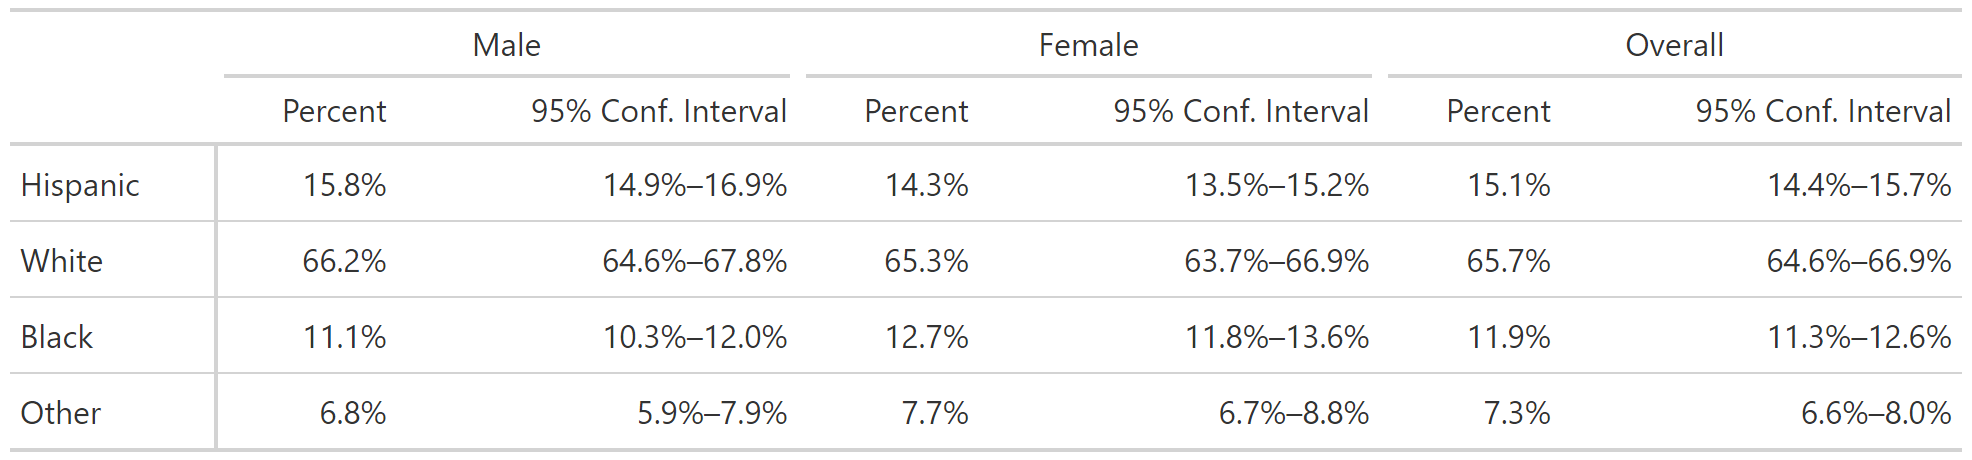 Male Female Overall
Percent 95% Conf. Interval Percent 95% Conf. Interval Percent 95% Conf. Interval
Hispanic 15.8% 14.9%–16.9% 14.3% 13.5%–15.2% 15.1% 14.4%–15.7%
White 66.2% 64.6%–67.8% 65.3% 63.7%–66.9% 65.7% 64.6%–66.9%
Black 11.1% 10.3%–12.0% 12.7% 11.8%–13.6% 11.9% 11.3%–12.6%
Other 6.8% 5.9%–7.9% 7.7% 6.7%–8.8% 7.3% 6.6%–8.0%